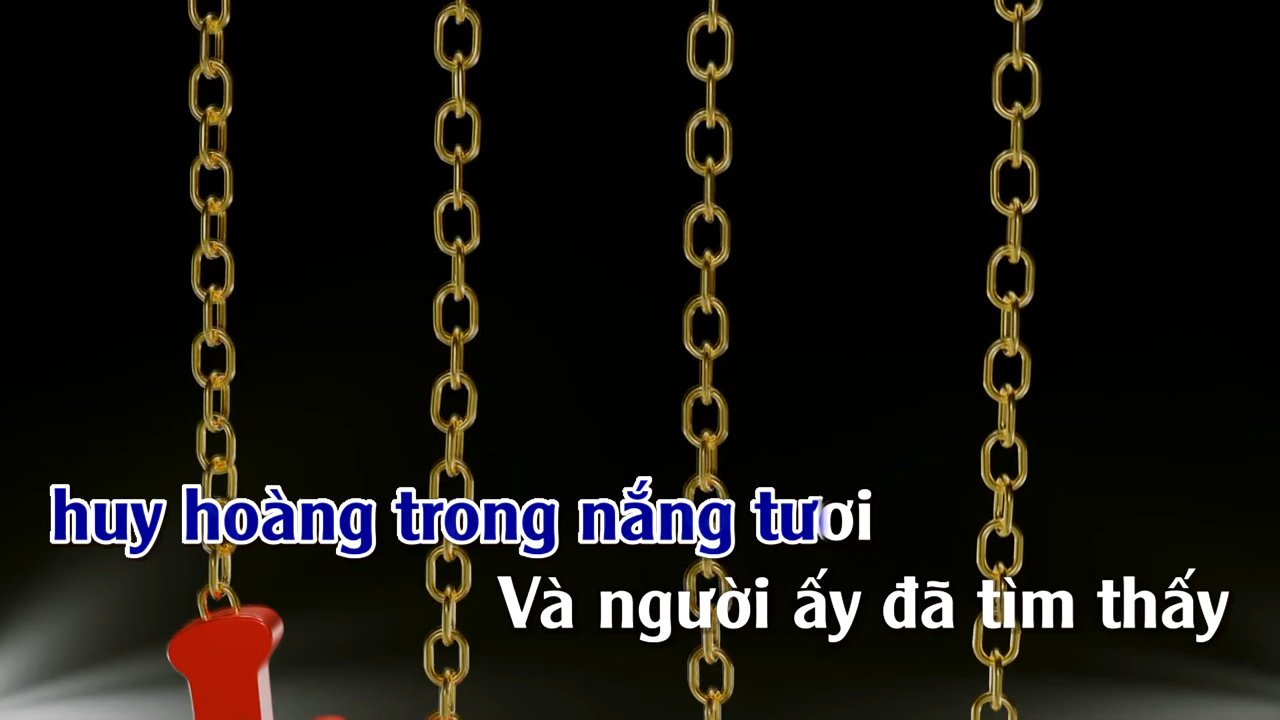 huy hoàng trong nắng tươi
Và người ấy đã tìm thấy